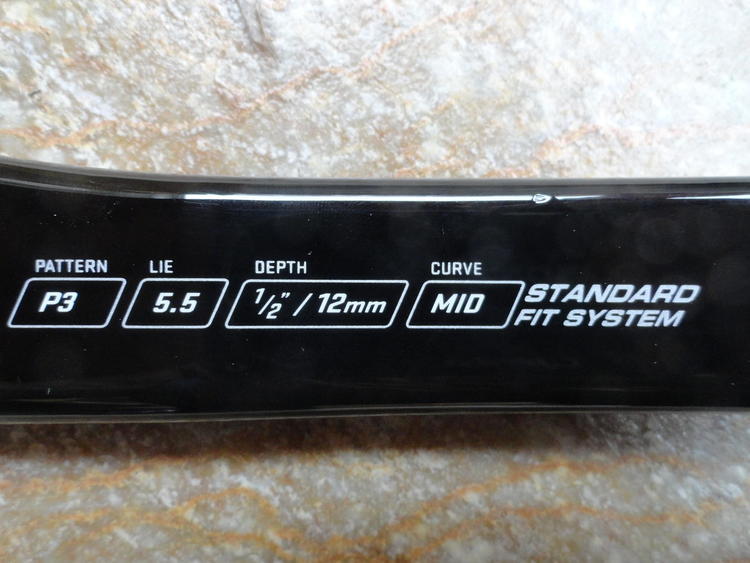 PATTERN LIE DEPTH CURVE
P3 5.5 1/2" / 12mm MID
STANDARD
FIT SYSTEM